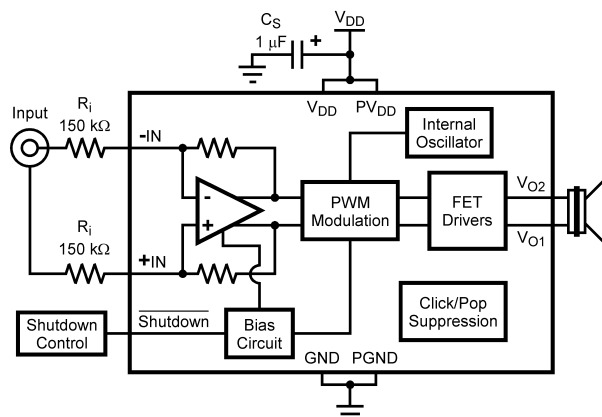 C_S
1 µF
+
V_DD
V_DD PV_DD
Input
R_i
150 kΩ
-IN
Internal
Oscillator
-
+
PWM
Modulation
FET
Drivers
V_O2
V_O1
R_i
150 kΩ
+IN
Click/Pop
Suppression
Shutdown
Control
Shutdown
Bias
Circuit
GND PGND